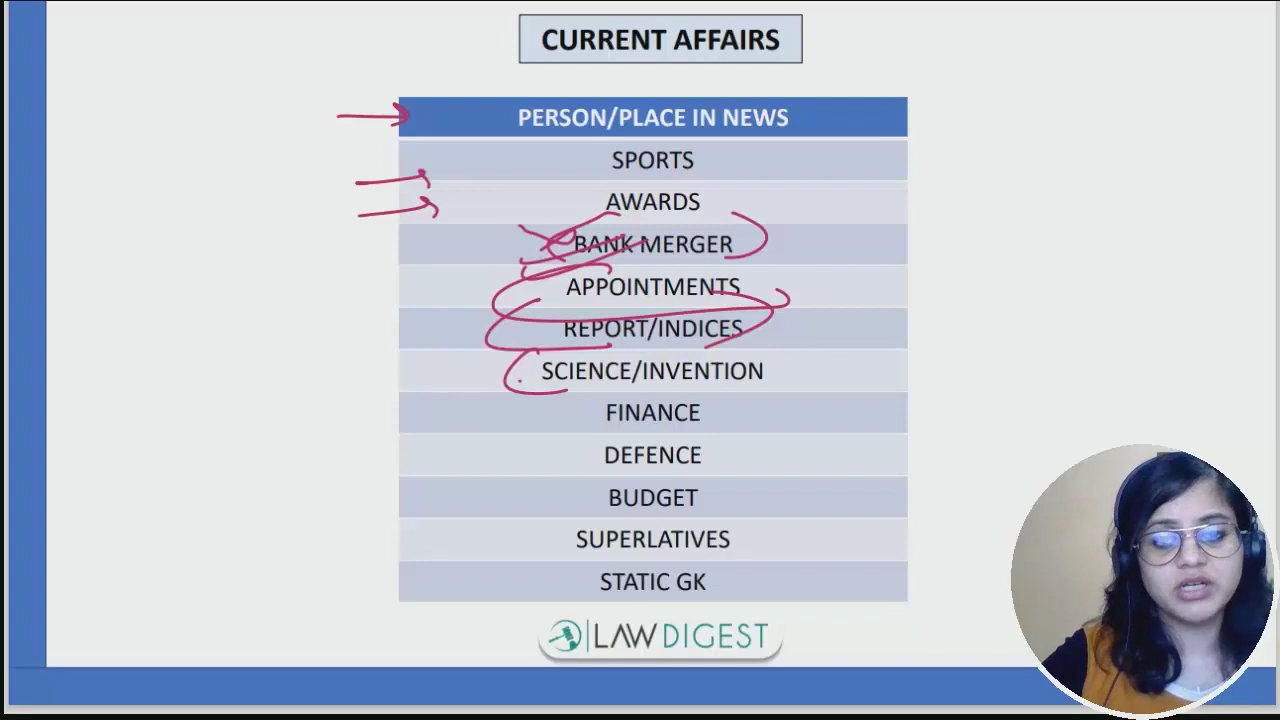 CURRENT AFFAIRS
PERSON/PLACE IN NEWS
SPORTS
AWARDS
BANK MERGER
APPOINTMENTS
REPORT/INDICES
SCIENCE/INVENTION
FINANCE
DEFENCE
BUDGET
SUPERLATIVES
STATIC GK
LAWDIGEST